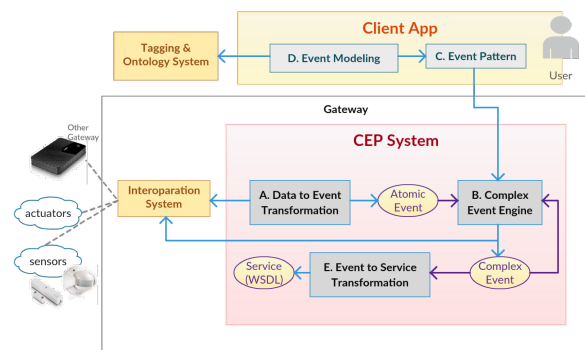 Client App
Tagging &
Ontology System
D. Event Modeling
C. Event Pattern
User
Gateway
Other
Gateway
CEP System
Interoparation
System
A. Data to Event
Transformation
Atomic
Event
B. Complex
Event Engine
actuators
sensors
Service
(WSDL)
E. Event to Service
Transformation
Complex
Event